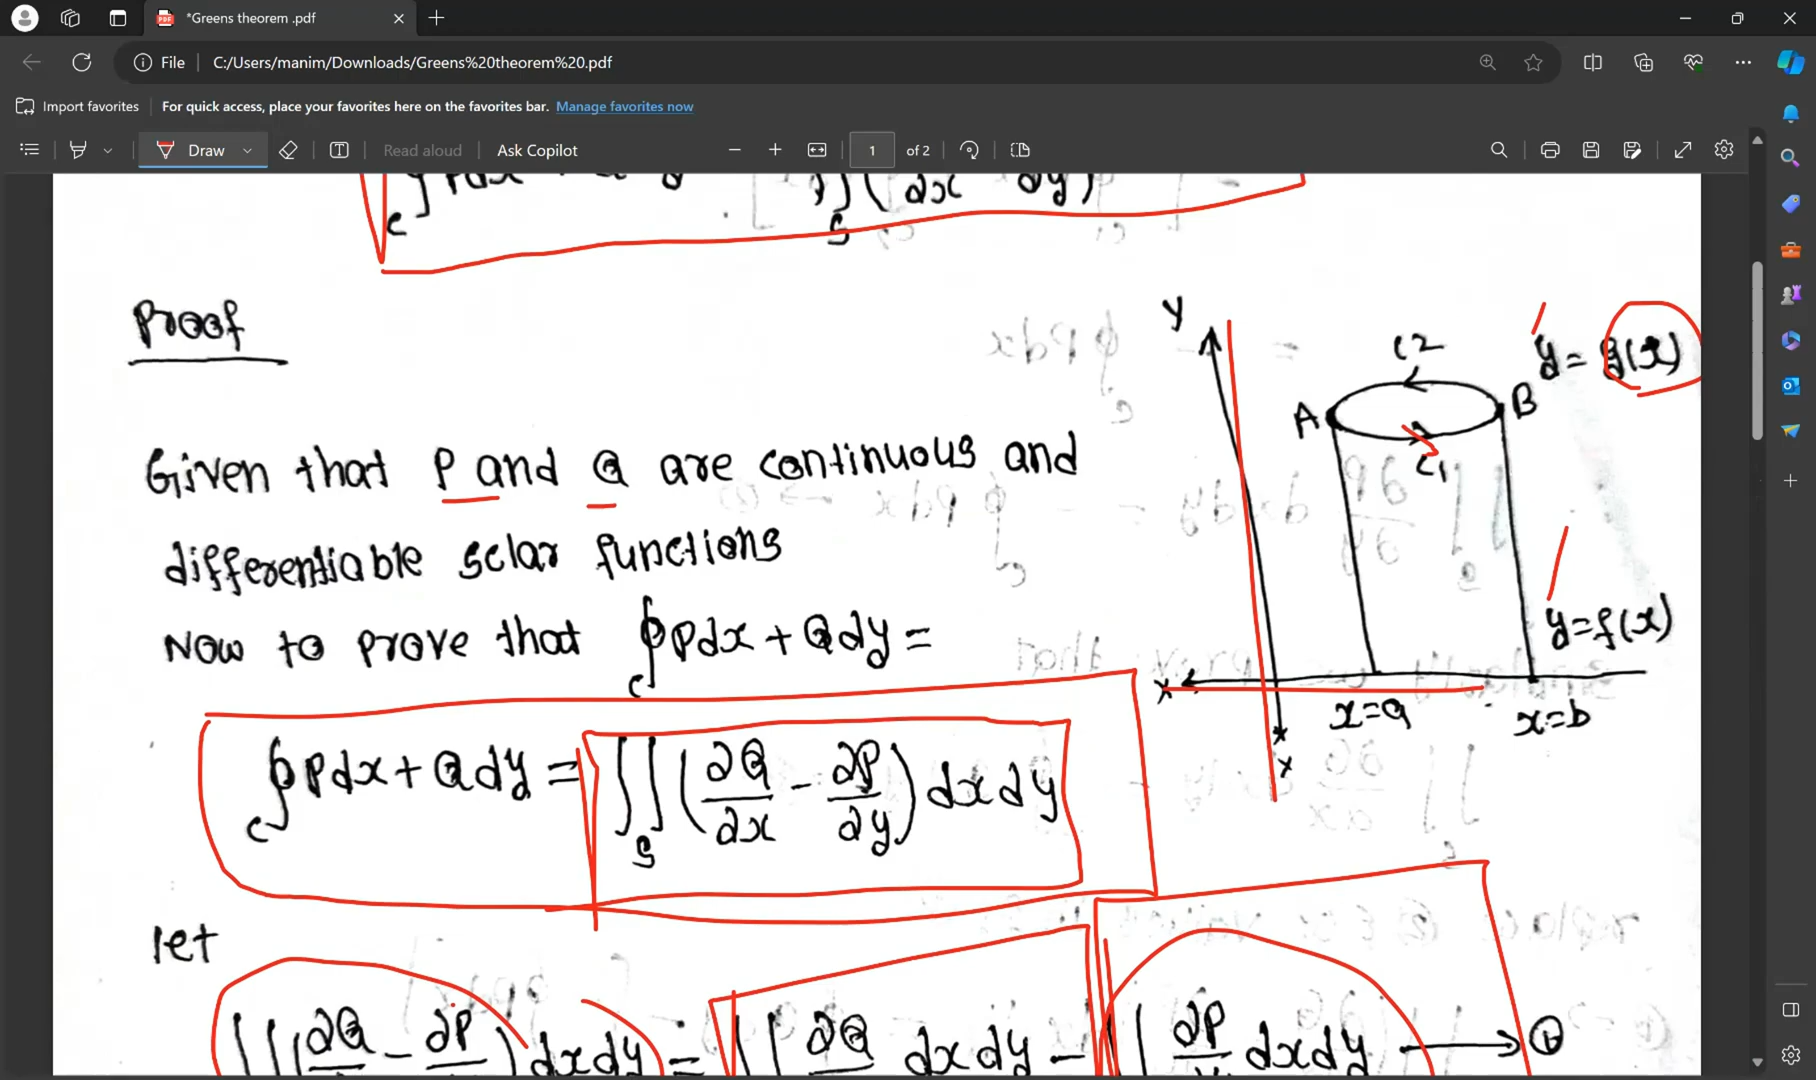 *Greens theorem .pdf
File
C:/Users/manim/Downloads/Greens%20theorem%20.pdf
Import favorites
For quick access, place your favorites here on the favorites bar. Manage favorites now
Draw
Read aloud
Ask Copilot
1 of 2
C
S
Proof
Y
C2
y = g(x)
A
B
C1
Given that P and Q are continuous and
differentiable sclar functions
y=f(x)
Now to prove that ∮c Pdx + Qdy =
X
x=a
x=b
x
∮c Pdx + Qdy = ∬s (∂Q/∂x - ∂P/∂y) dx dy
let